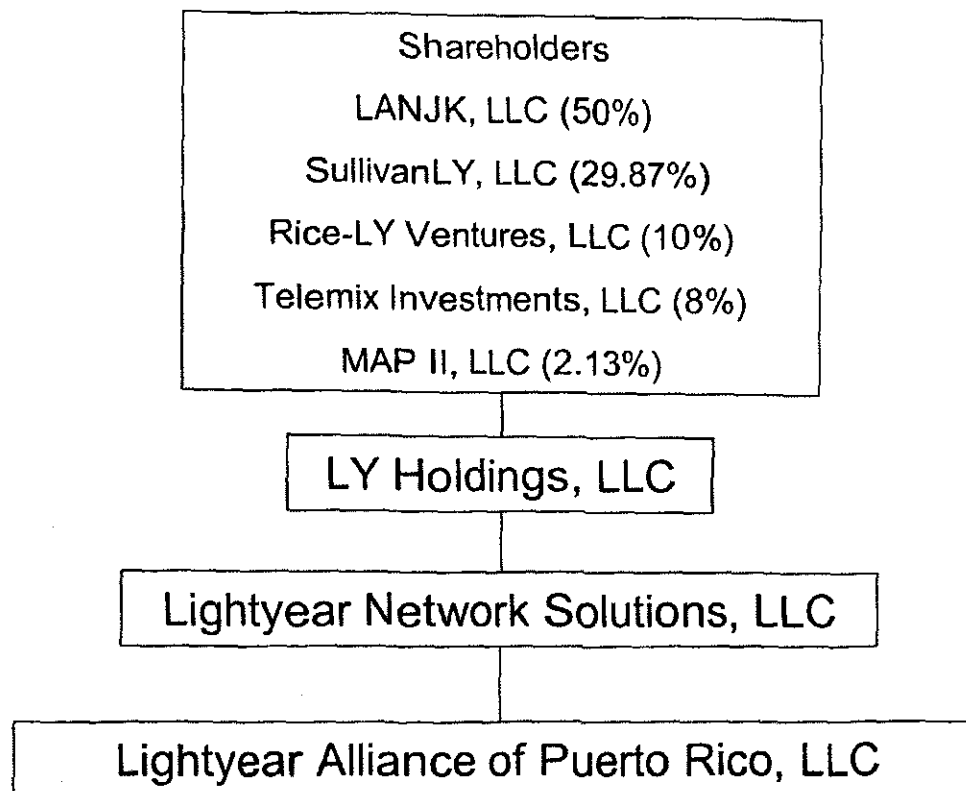 Shareholders
LANJK, LLC (50%)
SullivanLY, LLC (29.87%)
Rice-LY Ventures, LLC (10%)
Telemix Investments, LLC (8%)
MAP II, LLC (2.13%)
LY Holdings, LLC
Lightyear Network Solutions, LLC
Lightyear Alliance of Puerto Rico, LLC